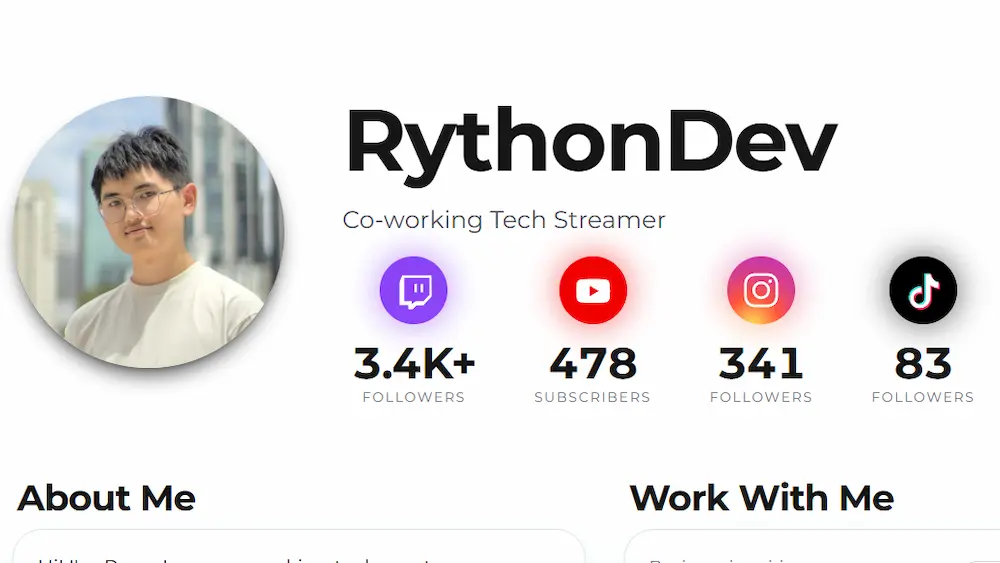 RythonDev
Co-working Tech Streamer
3.4K+ 478 341 83
FOLLOWERS SUBSCRIBERS FOLLOWERS FOLLOWERS
About Me Work With Me